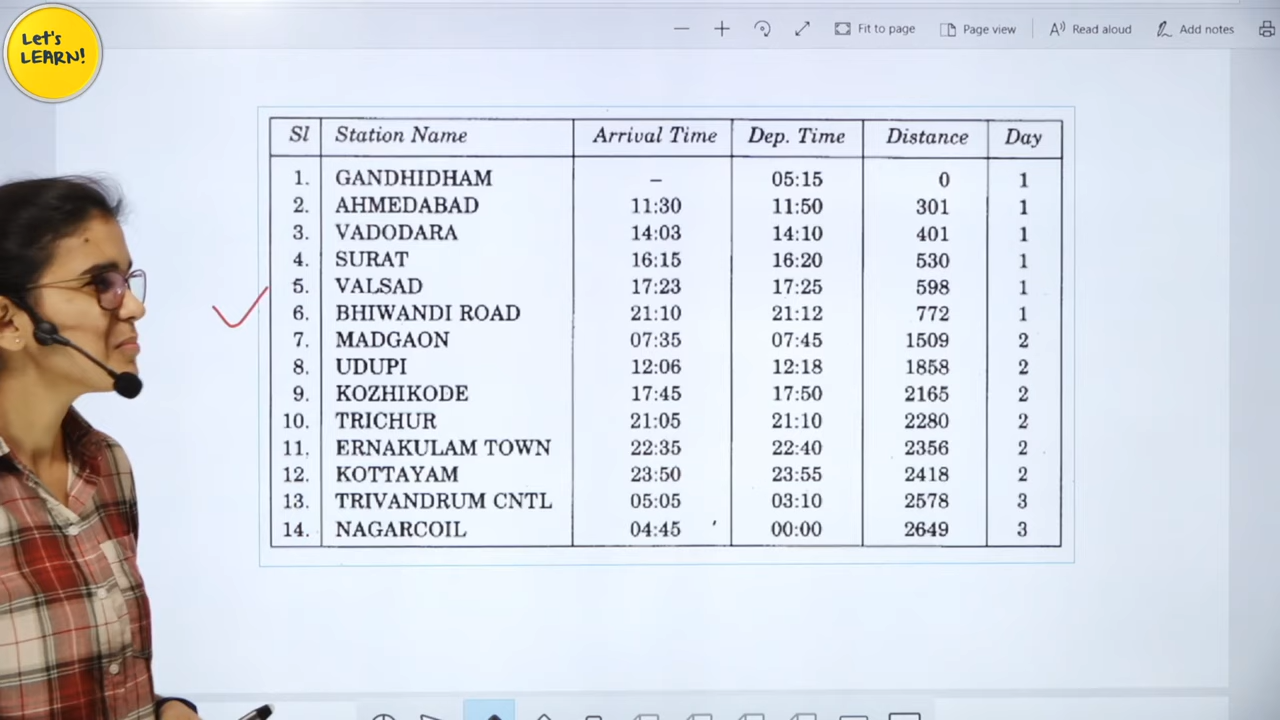 Let's
LEARN!
Fit to page
Page view
Read aloud
Add notes
Sl Station Name Arrival Time Dep. Time Distance Day
1. GANDHIDHAM – 05:15 0 1
2. AHMEDABAD 11:30 11:50 301 1
3. VADODARA 14:03 14:10 401 1
4. SURAT 16:15 16:20 530 1
5. VALSAD 17:23 17:25 598 1
6. BHIWANDI ROAD 21:10 21:12 772 1
7. MADGAON 07:35 07:45 1509 2
8. UDUPI 12:06 12:18 1858 2
9. KOZHIKODE 17:45 17:50 2165 2
10. TRICHUR 21:05 21:10 2280 2
11. ERNAKULAM TOWN 22:35 22:40 2356 2
12. KOTTAYAM 23:50 23:55 2418 2
13. TRIVANDRUM CNTL 05:05 03:10 2578 3
14. NAGARCOIL 04:45 00:00 2649 3